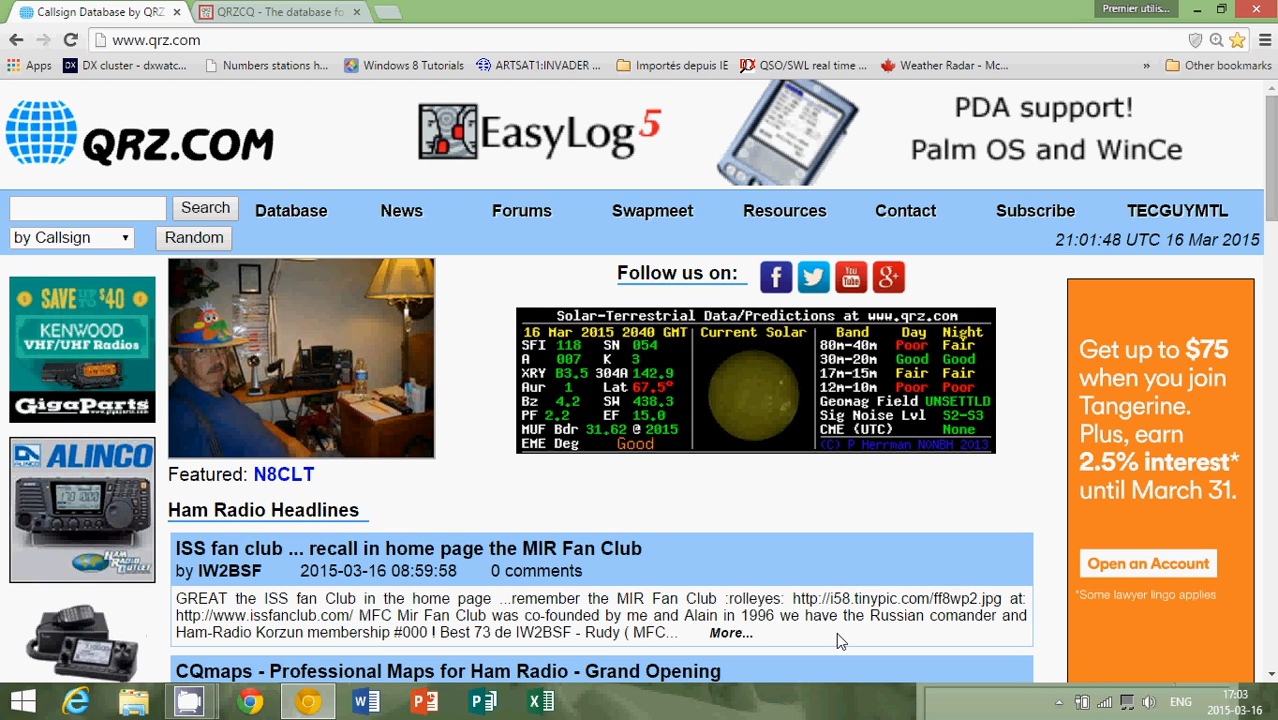 Callsign Database by QRZ
QRZCQ - The database fo
Premier utilis...
www.qrz.com
Apps
DX cluster - dxwatc...
Numbers stations h...
Windows 8 Tutorials
ARTSAT1:INVADER ...
Importés depuis IE
QSO/SWL real time ...
Weather Radar - Mc...
»
Other bookmarks
QRZ.COM
EasyLog 5
PDA support!
Palm OS and WinCe
Search
Database
News
Forums
Swapmeet
Resources
Contact
Subscribe
TECGUYMTL
by Callsign
Random
21:01:48 UTC 16 Mar 2015
SAVE UP TO $40
KENWOOD
VHF/UHF Radios
GigaParts
www.gigaparts.com
ALINCO
HAM RADIO OUTLET
Follow us on:
Solar-Terrestrial Data/Predictions at www.qrz.com
16 Mar 2015 2040 GMT
SFI 118 SN 054
A 007 K 3
XRY B3.5 304A 142.9
Aur 1 Lat 67.5°
Bz 4.2 SW 438.3
PF 2.2 EF 15.0
MUF Bdr 31.62 @ 2015
EME Deg Good
Current Solar
Band Day Night
80m-40m Poor Fair
30m-20m Good Good
17m-15m Fair Fair
12m-10m Poor Poor
Geomag Field UNSETTLD
Sig Noise Lvl S2-S3
CME (UTC) None
(C) P Herrman N0NBH 2013
Featured: N8CLT
Ham Radio Headlines
ISS fan club ... recall in home page the MIR Fan Club
by IW2BSF 2015-03-16 08:59:58 0 comments
GREAT the ISS fan Club in the home page ...remember the MIR Fan Club :rolleyes: http://i58.tinypic.com/ff8wp2.jpg at:
http://www.issfanclub.com/ MFC Mir Fan Club was co-founded by me and Alain in 1996 we have the Russian comander and
Ham-Radio Korzun membership #000 ! Best 73 de IW2BSF - Rudy ( MFC... More...
CQmaps - Professional Maps for Ham Radio - Grand Opening
Get up to $75
when you join
Tangerine.
Plus, earn
2.5% interest*
until March 31.
Open an Account
*Some lawyer lingo applies
ENG
17:03
2015-03-16